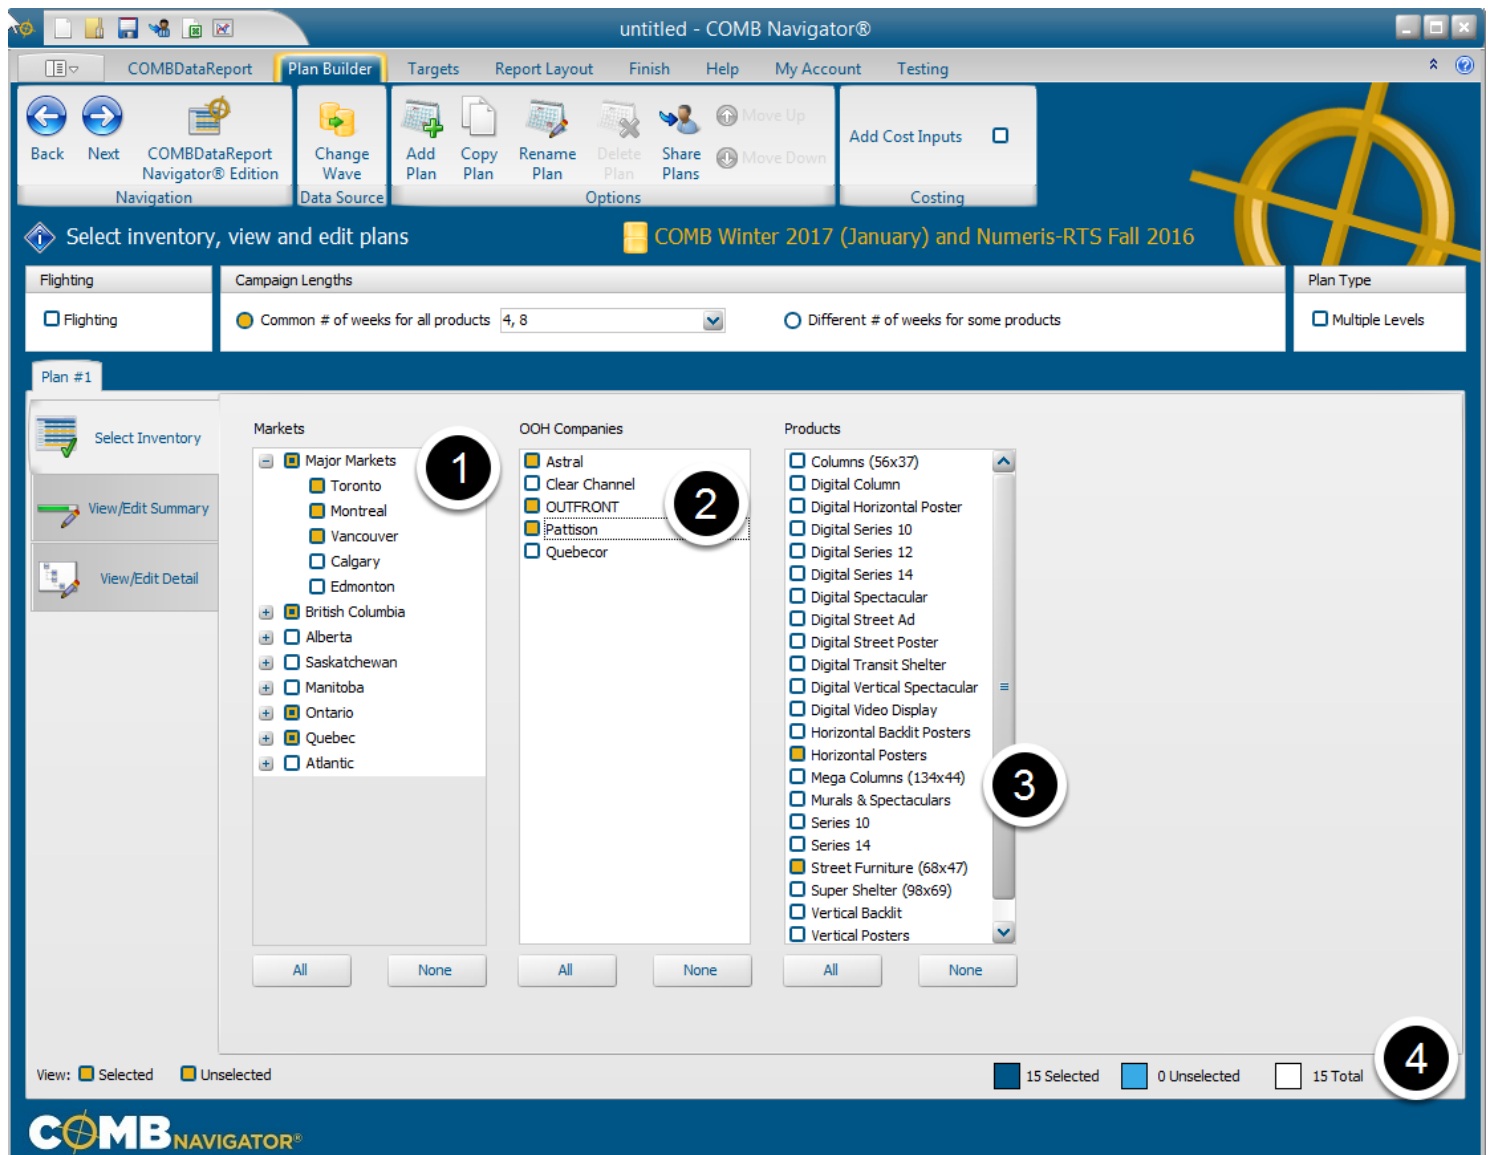 untitled - COMB Navigator®
COMBDataReport Plan Builder Targets Report Layout Finish Help My Account Testing
Back Next COMBDataReport Navigator® Edition
Navigation
Change Wave
Data Source
Add Plan Copy Plan Rename Plan Delete Plan Share Plans Move Up Move Down
Options
Add Cost Inputs
Costing
Select inventory, view and edit plans COMB Winter 2017 (January) and Numeris-RTS Fall 2016
Flighting
Flighting
Campaign Lengths
Common # of weeks for all products 4, 8 Different # of weeks for some products
Plan Type
Multiple Levels
Plan #1
Select Inventory
View/Edit Summary
View/Edit Detail
Markets
Major Markets
Toronto
Montreal
Vancouver
Calgary
Edmonton
British Columbia
Alberta
Saskatchewan
Manitoba
Ontario
Quebec
Atlantic
All None
1
OOH Companies
Astral
Clear Channel
OUTFRONT
Pattison
Quebecor
All None
2
Products
Columns (56x37)
Digital Column
Digital Horizontal Poster
Digital Series 10
Digital Series 12
Digital Series 14
Digital Spectacular
Digital Street Ad
Digital Street Poster
Digital Transit Shelter
Digital Vertical Spectacular
Digital Video Display
Horizontal Backlit Posters
Horizontal Posters
Mega Columns (134x44)
Murals & Spectaculars
Series 10
Series 14
Street Furniture (68x47)
Super Shelter (98x69)
Vertical Backlit
Vertical Posters
All None
3
View: Selected Unselected
15 Selected 0 Unselected 15 Total
4
COMB NAVIGATOR®